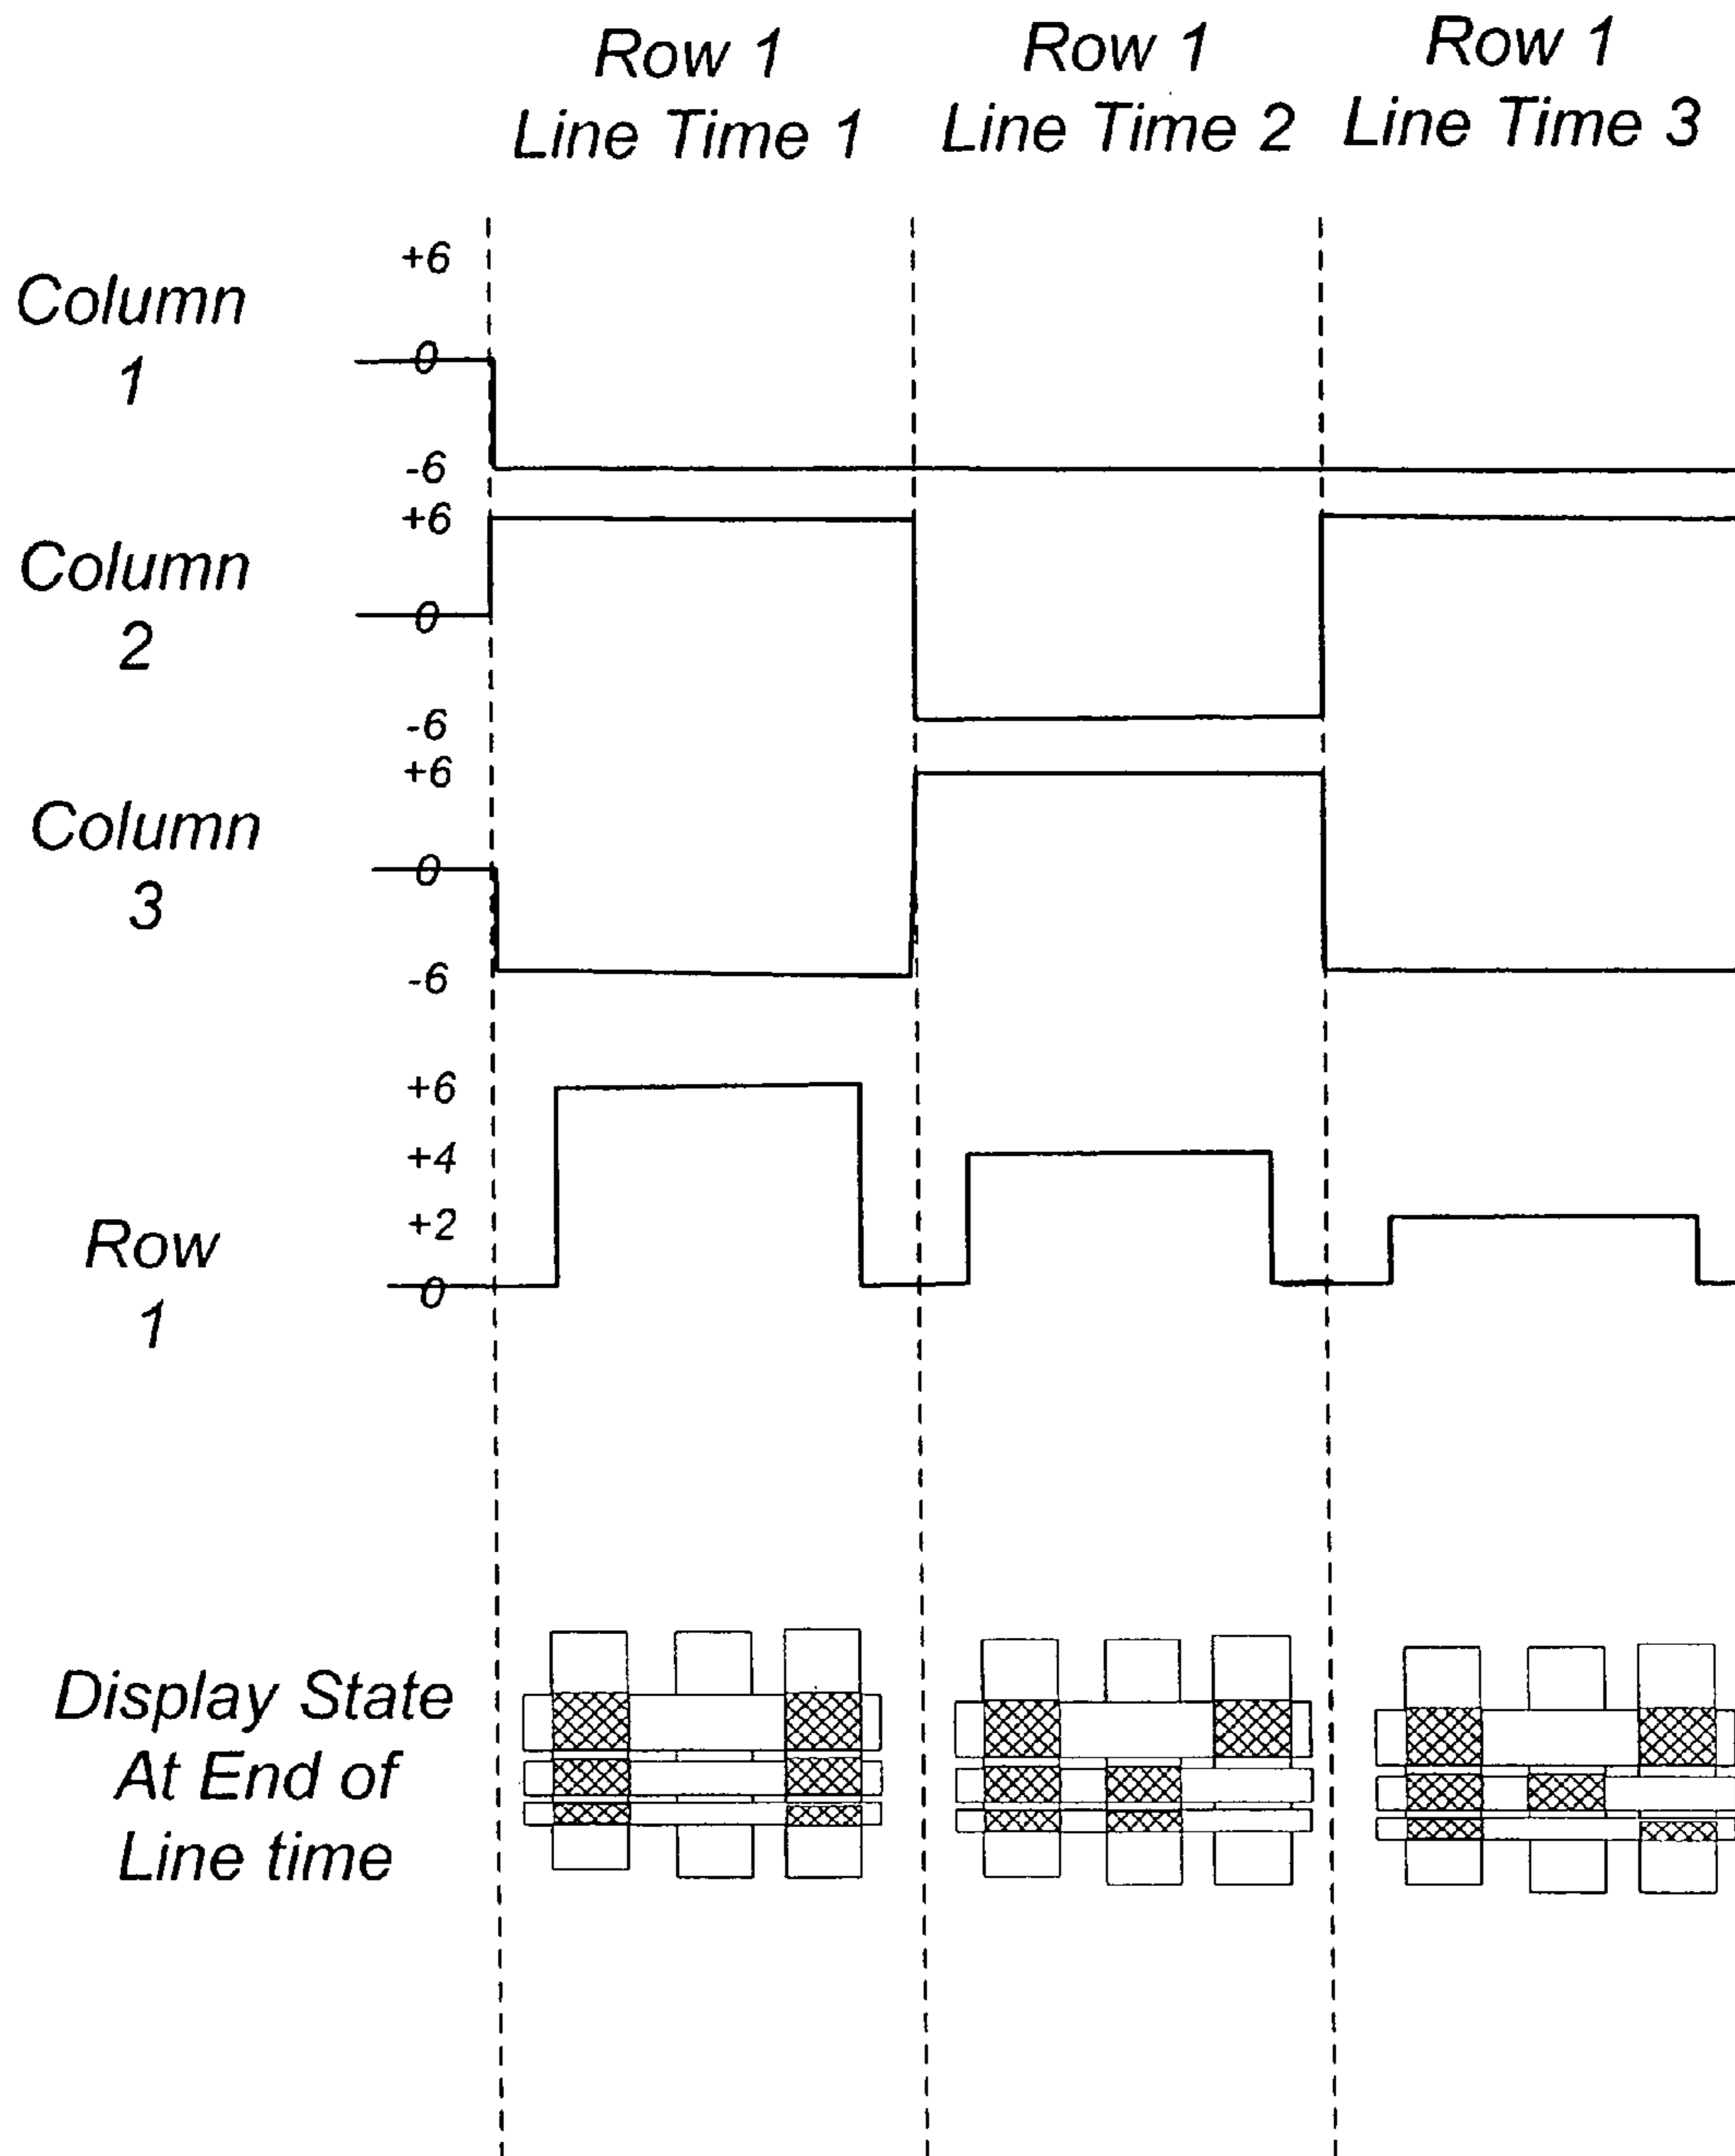 Row 1
Line Time 1
Row 1
Line Time 2
Row 1
Line Time 3
Column
1
+6
0
-6
Column
2
+6
0
-6
Column
3
+6
0
-6
Row
1
+6
+4
+2
0
Display State
At End of
Line time